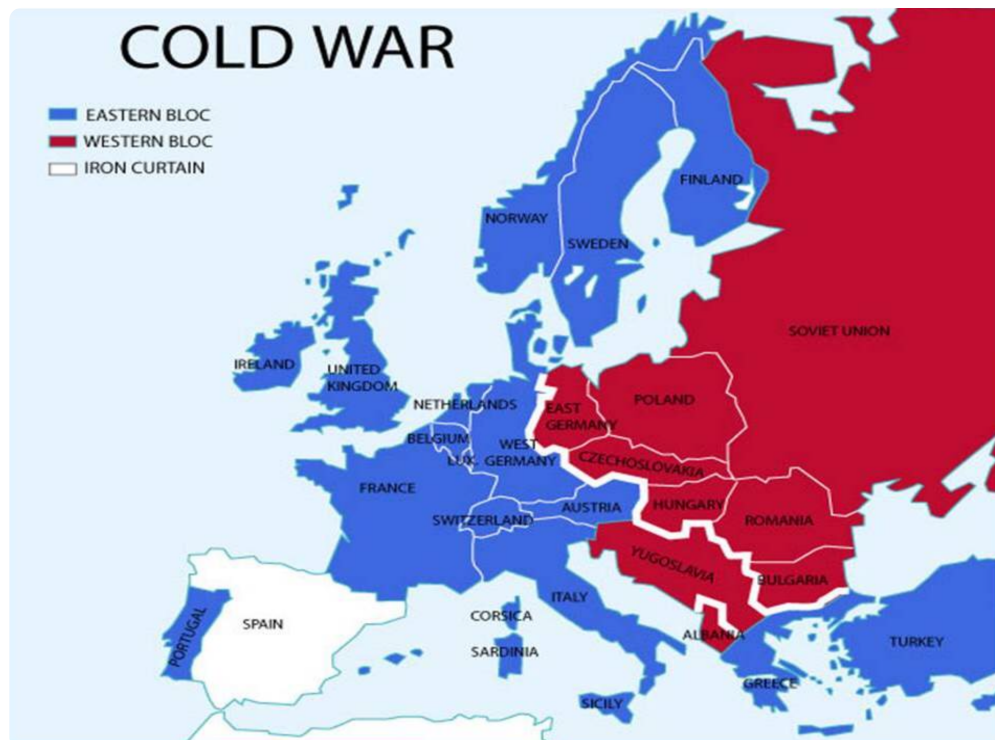 COLD WAR
EASTERN BLOC
WESTERN BLOC
IRON CURTAIN
FINLAND
NORWAY
SWEDEN
SOVIET UNION
IRELAND
UNITED
KINGDOM
NETHERLANDS
EAST
GERMANY
POLAND
BELGIUM
WEST
GERMANY
LUX.
CZECHOSLOVAKIA
FRANCE
AUSTRIA
HUNGARY
SWITZERLAND
ROMANIA
YUGOSLAVIA
BULGARIA
ITALY
CORSICA
SPAIN
PORTUGAL
ALBANIA
TURKEY
SARDINIA
GREECE
SICILY